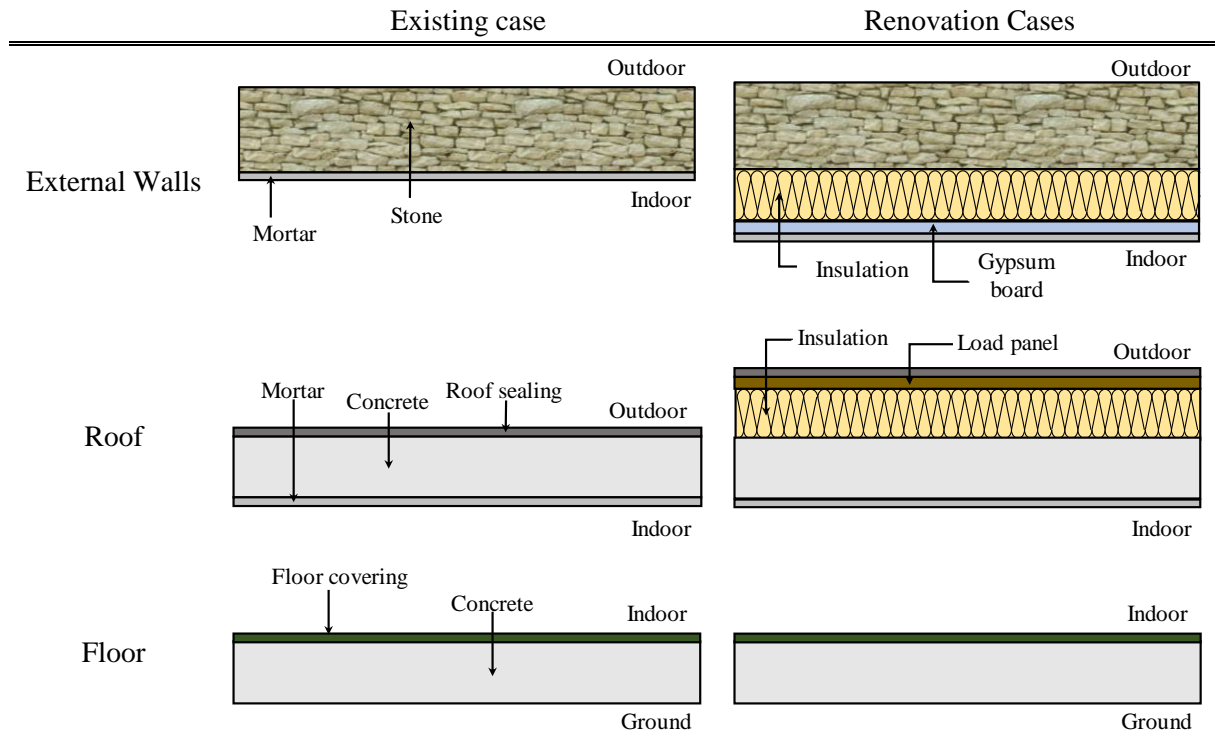 Existing case
Renovation Cases
External Walls
Outdoor
Indoor
Mortar
Stone
Outdoor
Indoor
Insulation
Gypsum
board
Roof
Mortar
Concrete
Roof sealing
Outdoor
Indoor
Insulation
Load panel
Outdoor
Indoor
Floor
Floor covering
Concrete
Indoor
Ground
Indoor
Ground